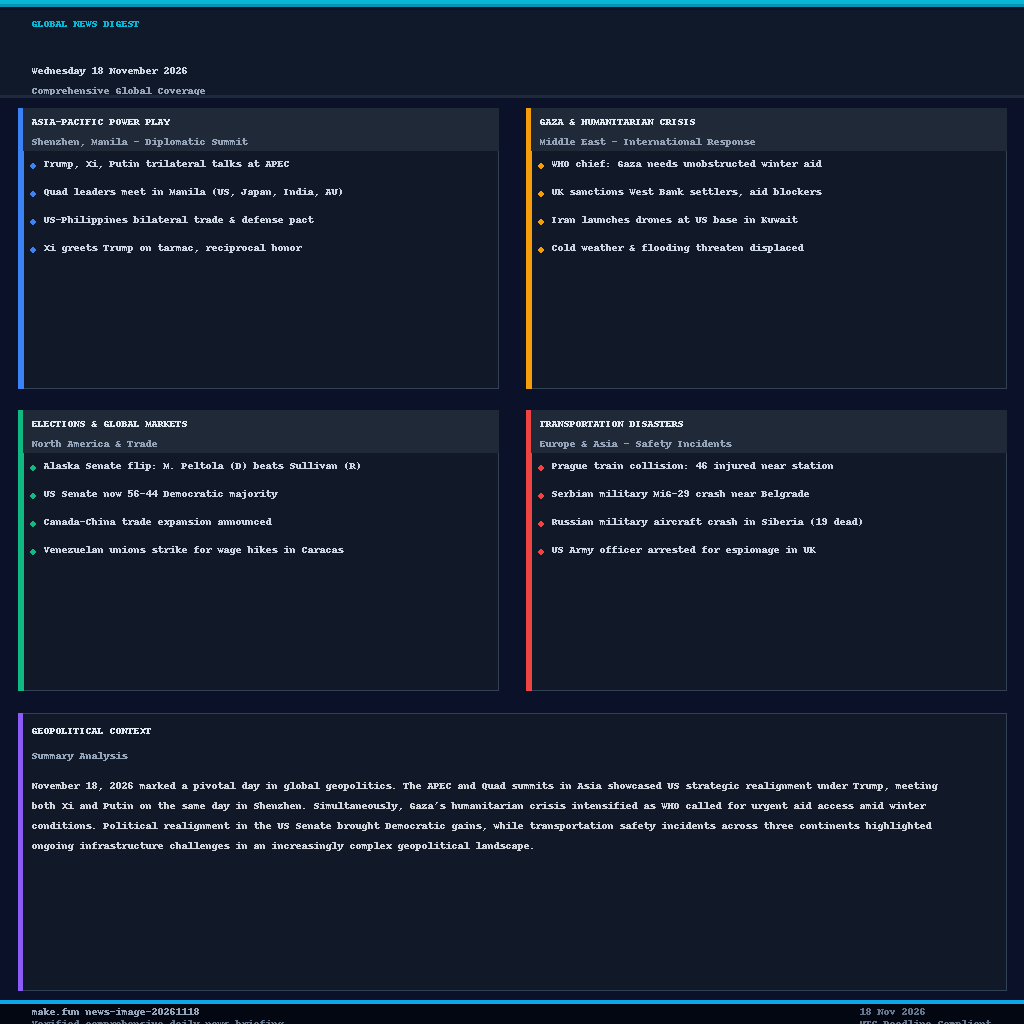 GLOBAL NEWS DIGEST
Wednesday 18 November 2026
Comprehensive Global Coverage
ASIA-PACIFIC POWER PLAY
Shenzhen, Manila - Diplomatic Summit
Trump, Xi, Putin trilateral talks at APEC
Quad leaders meet in Manila (US, Japan, India, AU)
US-Philippines bilateral trade & defense pact
Xi greets Trump on tarmac, reciprocal honor
GAZA & HUMANITARIAN CRISIS
Middle East - International Response
WHO chief: Gaza needs unobstructed winter aid
UK sanctions West Bank settlers, aid blockers
Iran launches drones at US base in Kuwait
Cold weather & flooding threaten displaced
ELECTIONS & GLOBAL MARKETS
North America & Trade
Alaska Senate flip: M. Peltola (D) beats Sullivan (R)
US Senate now 56-44 Democratic majority
Canada-China trade expansion announced
Venezuelan unions strike for wage hikes in Caracas
TRANSPORTATION DISASTERS
Europe & Asia - Safety Incidents
Prague train collision: 46 injured near station
Serbian military MiG-29 crash near Belgrade
Russian military aircraft crash in Siberia (19 dead)
US Army officer arrested for espionage in UK
GEOPOLITICAL CONTEXT
Summary Analysis
November 18, 2026 marked a pivotal day in global geopolitics. The APEC and Quad summits in Asia showcased US strategic realignment under Trump, meeting
both Xi and Putin on the same day in Shenzhen. Simultaneously, Gaza's humanitarian crisis intensified as WHO called for urgent aid access amid winter
conditions. Political realignment in the US Senate brought Democratic gains, while transportation safety incidents across three continents highlighted
ongoing infrastructure challenges in an increasingly complex geopolitical landscape.
make.fun news-image-20261118
Verified comprehensive daily news briefing
18 Nov 2026
UTC Deadline Compliant